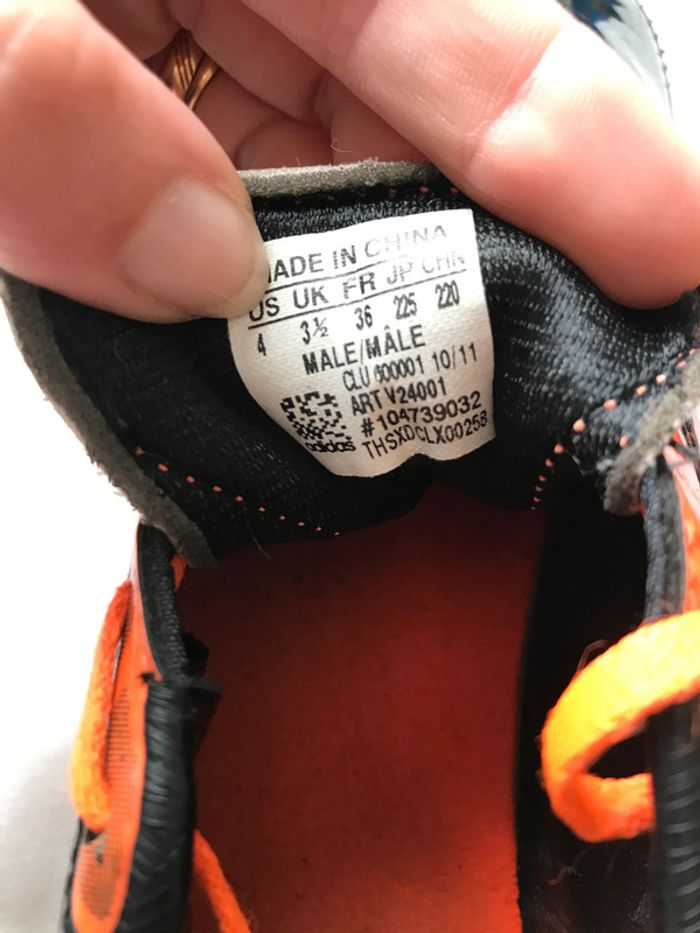 MADE IN CHINA
US UK FR JP CHN
4 3½ 36 225 220
MALE/MÂLE
CLU 600001 10/11
ART V24001
#104739032
THSXDCLX00258
adidas